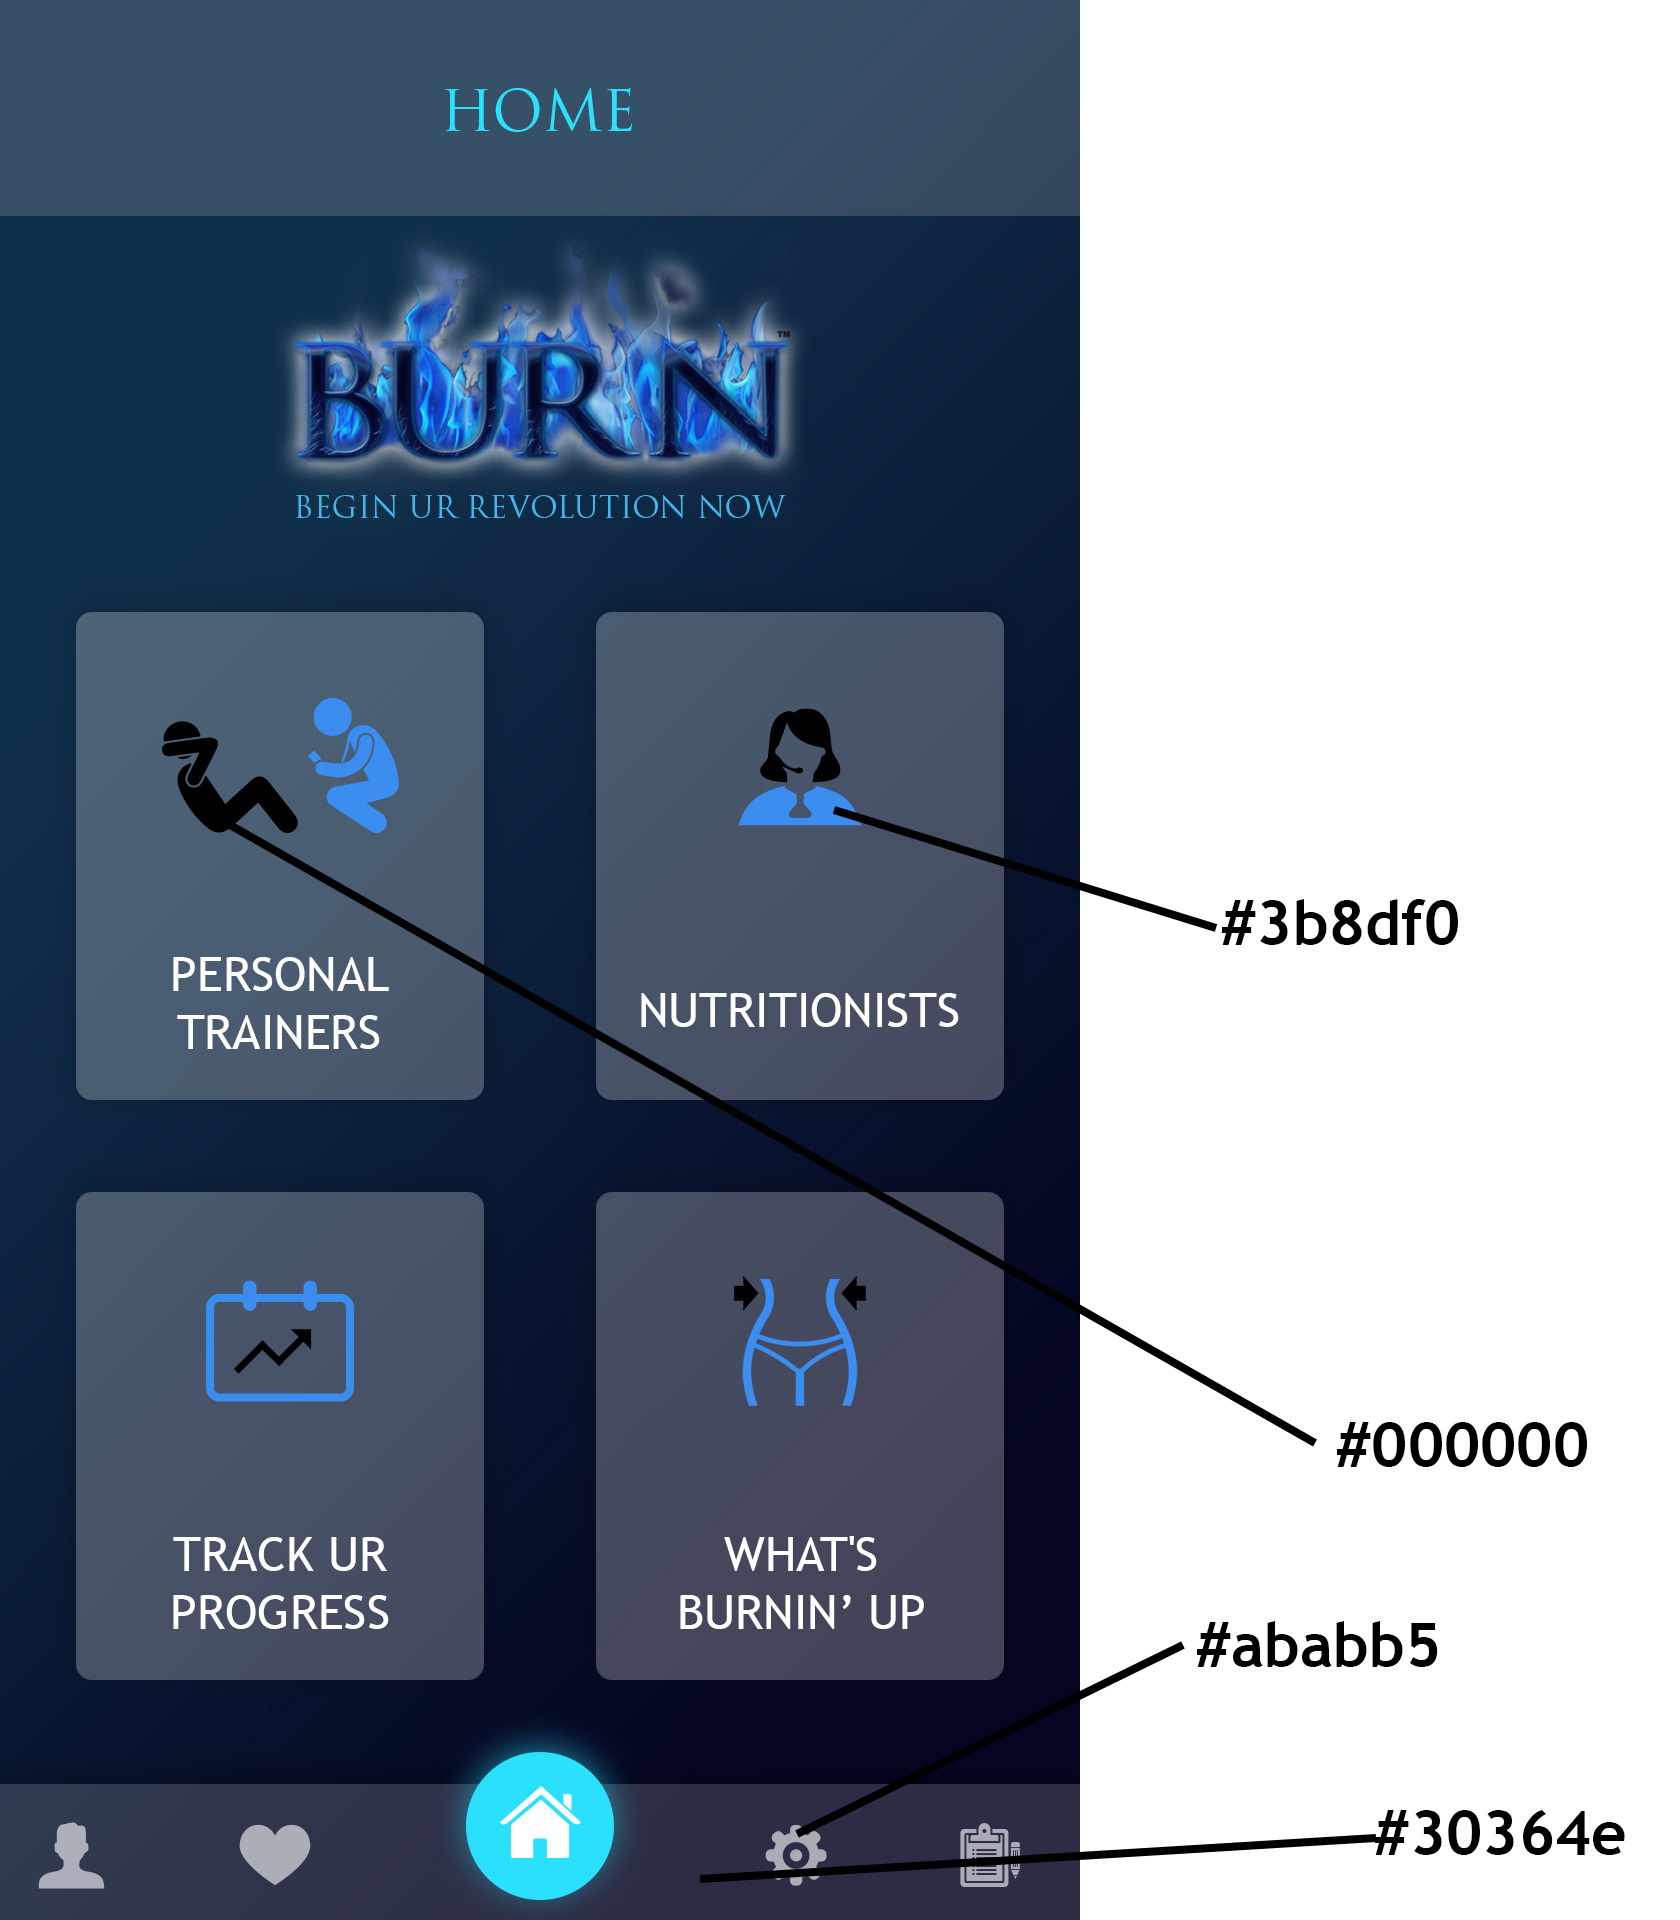 HOME
BURN™
BEGIN UR REVOLUTION NOW
PERSONAL
TRAINERS
NUTRITIONISTS
#3b8df0
TRACK UR
PROGRESS
WHAT'S
BURNIN’ UP
#000000
#ababb5
#30364e